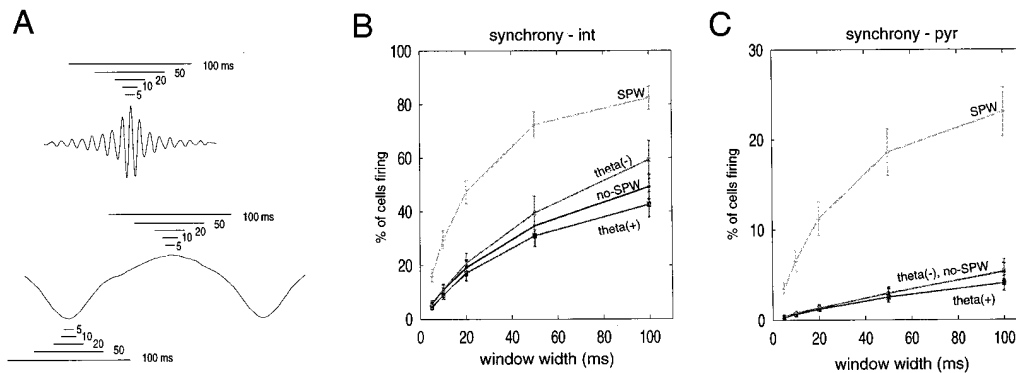 A
100 ms
50
20
10
5
100 ms
50
20
10
5
5
10
20
50
100 ms
B
synchrony - int
100
80
60
40
20
0
% of cells firing
SPW
theta(-)
no-SPW
theta(+)
0 20 40 60 80 100
window width (ms)
C
synchrony - pyr
30
20
10
0
% of cells firing
SPW
theta(-), no-SPW
theta(+)
0 20 40 60 80 100
window width (ms)